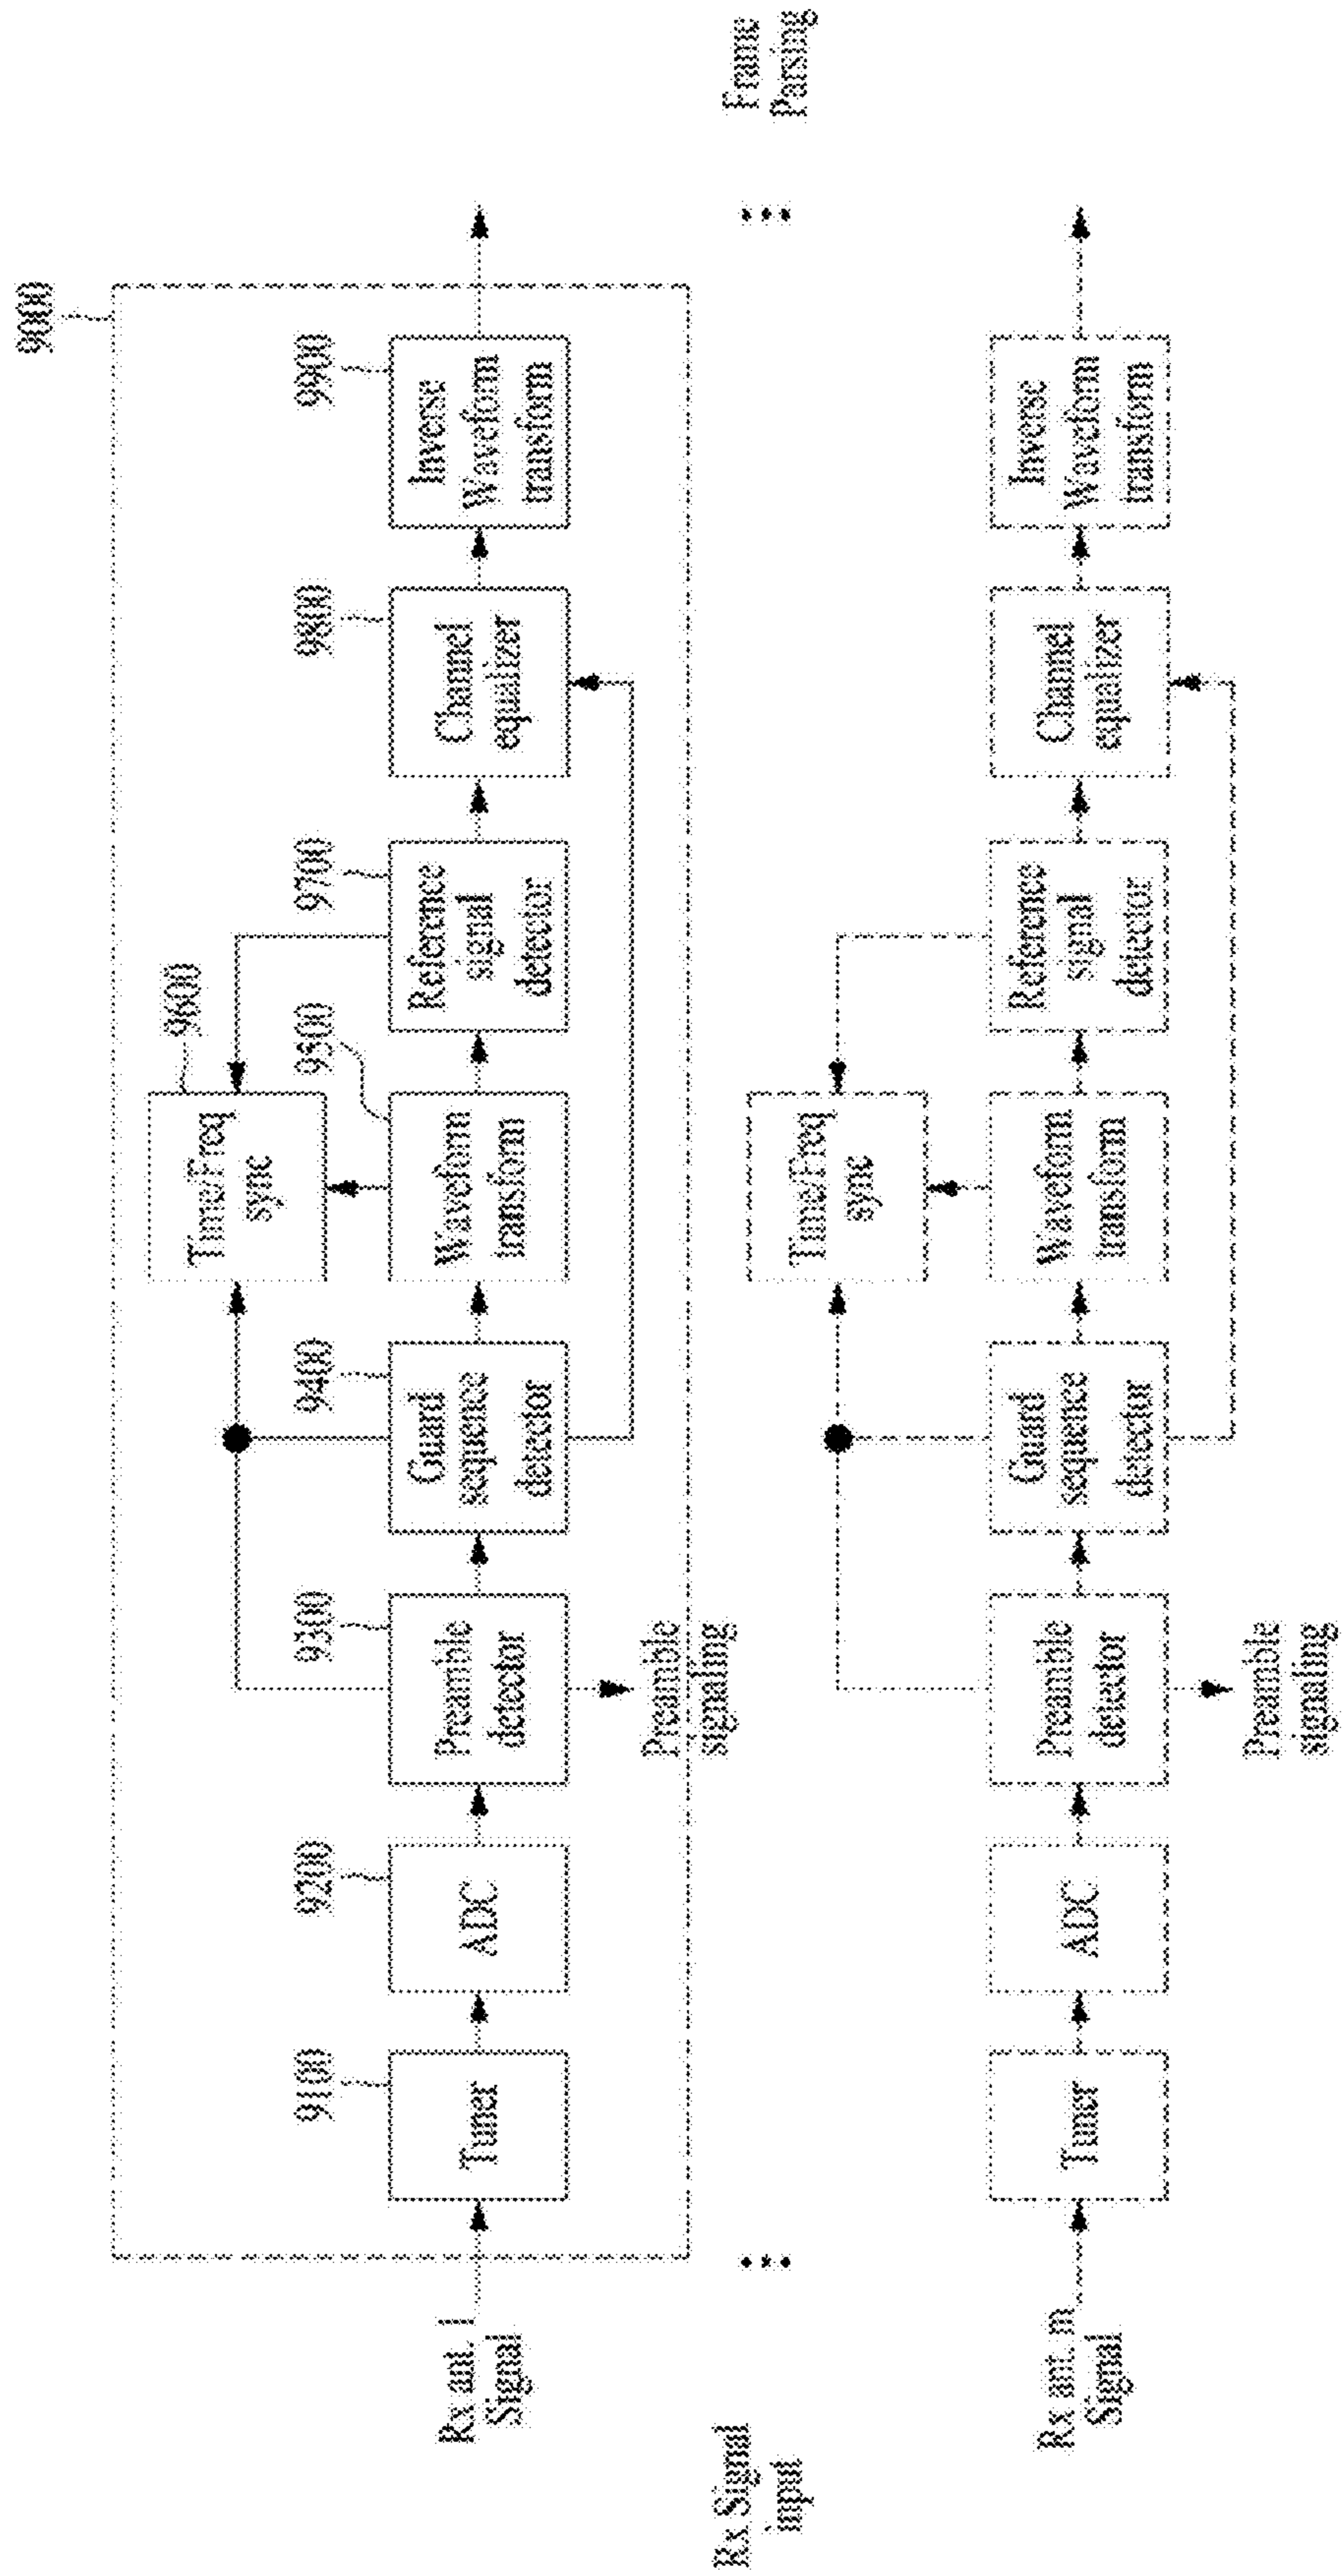 9000
9100
9200
9300
9400
9500
9600
9700
9800
9900
Rx Signal
input
Rx ant. 1
Signal
Tuner
ADC
Preamble
detector
Preamble
signaling
Guard
sequence
detector
Time/Freq
sync
Waveform
transform
Reference
signal
detector
Channel
equalizer
Inverse
Waveform
transform
Frame
Parsing
Rx ant. m
Signal
Tuner
ADC
Preamble
detector
Preamble
signaling
Guard
sequence
detector
Time/Freq
sync
Waveform
transform
Reference
signal
detector
Channel
equalizer
Inverse
Waveform
transform